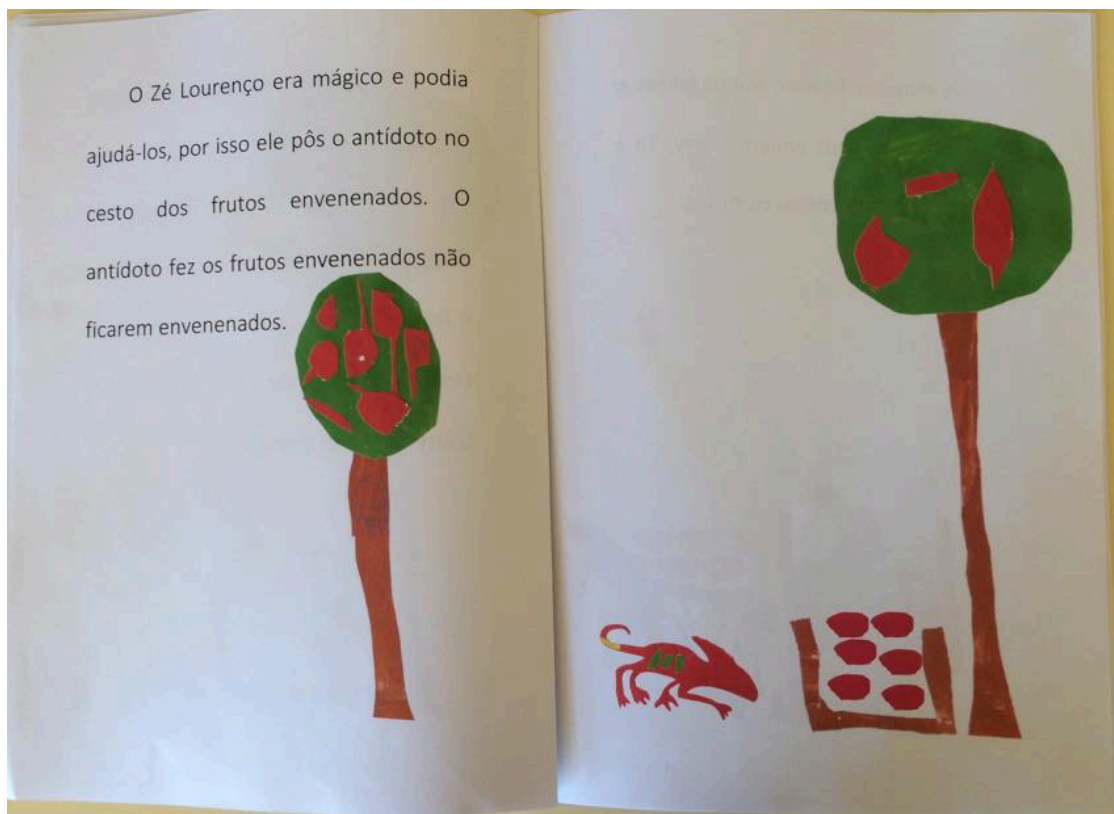 O Zé Lourenço era mágico e podia
ajudá-los, por isso ele pôs o antídoto no
cesto dos frutos envenenados. O
antídoto fez os frutos envenenados não
ficarem envenenados.